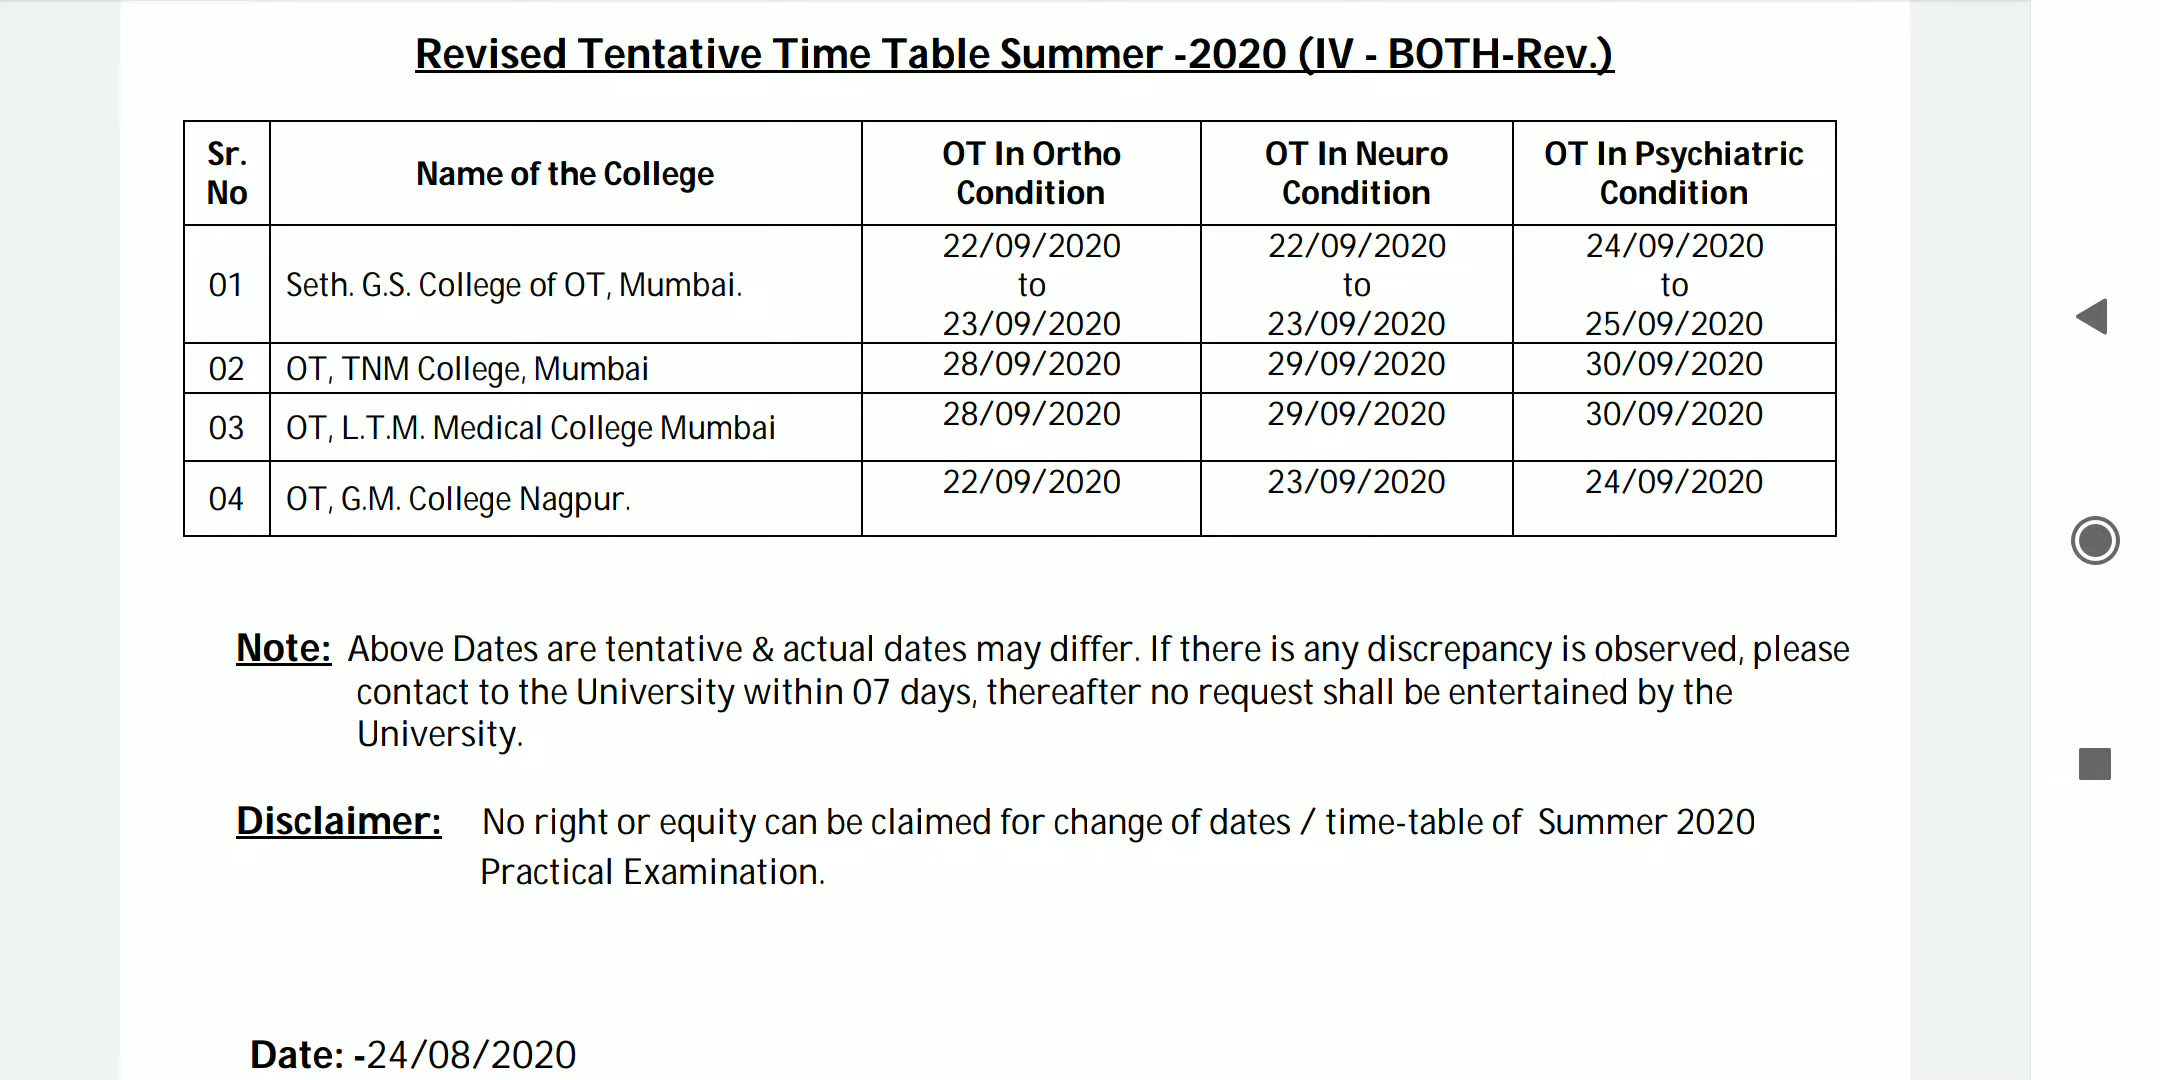 Revised Tentative Time Table Summer -2020 (IV - BOTH-Rev.)
Sr. No Name of the College OT In Ortho Condition OT In Neuro Condition OT In Psychiatric Condition
01 Seth. G.S. College of OT, Mumbai. 22/09/2020 to 23/09/2020 22/09/2020 to 23/09/2020 24/09/2020 to 25/09/2020
02 OT, TNM College, Mumbai 28/09/2020 29/09/2020 30/09/2020
03 OT, L.T.M. Medical College Mumbai 28/09/2020 29/09/2020 30/09/2020
04 OT, G.M. College Nagpur. 22/09/2020 23/09/2020 24/09/2020
Note: Above Dates are tentative & actual dates may differ. If there is any discrepancy is observed, please
contact to the University within 07 days, thereafter no request shall be entertained by the
University.
Disclaimer: No right or equity can be claimed for change of dates / time-table of Summer 2020
Practical Examination.
Date: -24/08/2020